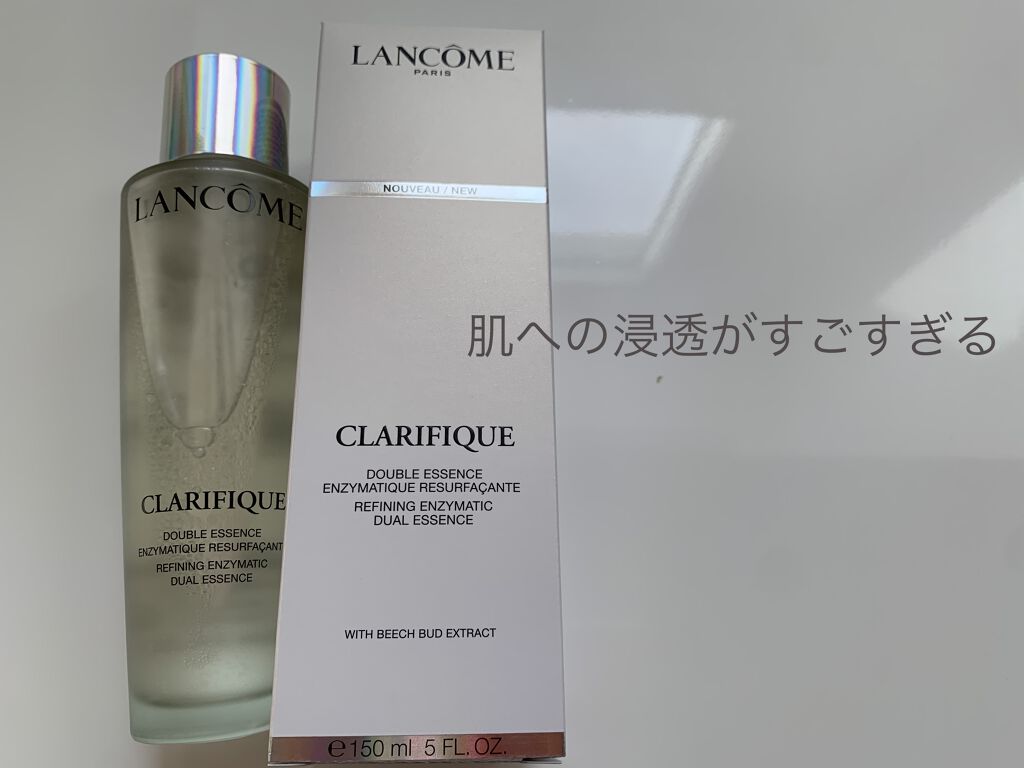 LANCÔME
CLARIFIQUE
DOUBLE ESSENCE
ENZYMATIQUE RESURFAÇANT
REFINING ENZYMATIC
DUAL ESSENCE
LANCÔME
PARIS
NOUVEAU / NEW
CLARIFIQUE
DOUBLE ESSENCE
ENZYMATIQUE RESURFAÇANTE
REFINING ENZYMATIC
DUAL ESSENCE
WITH BEECH BUD EXTRACT
℮150 ml 5 FL. OZ.
肌への浸透がすごすぎる